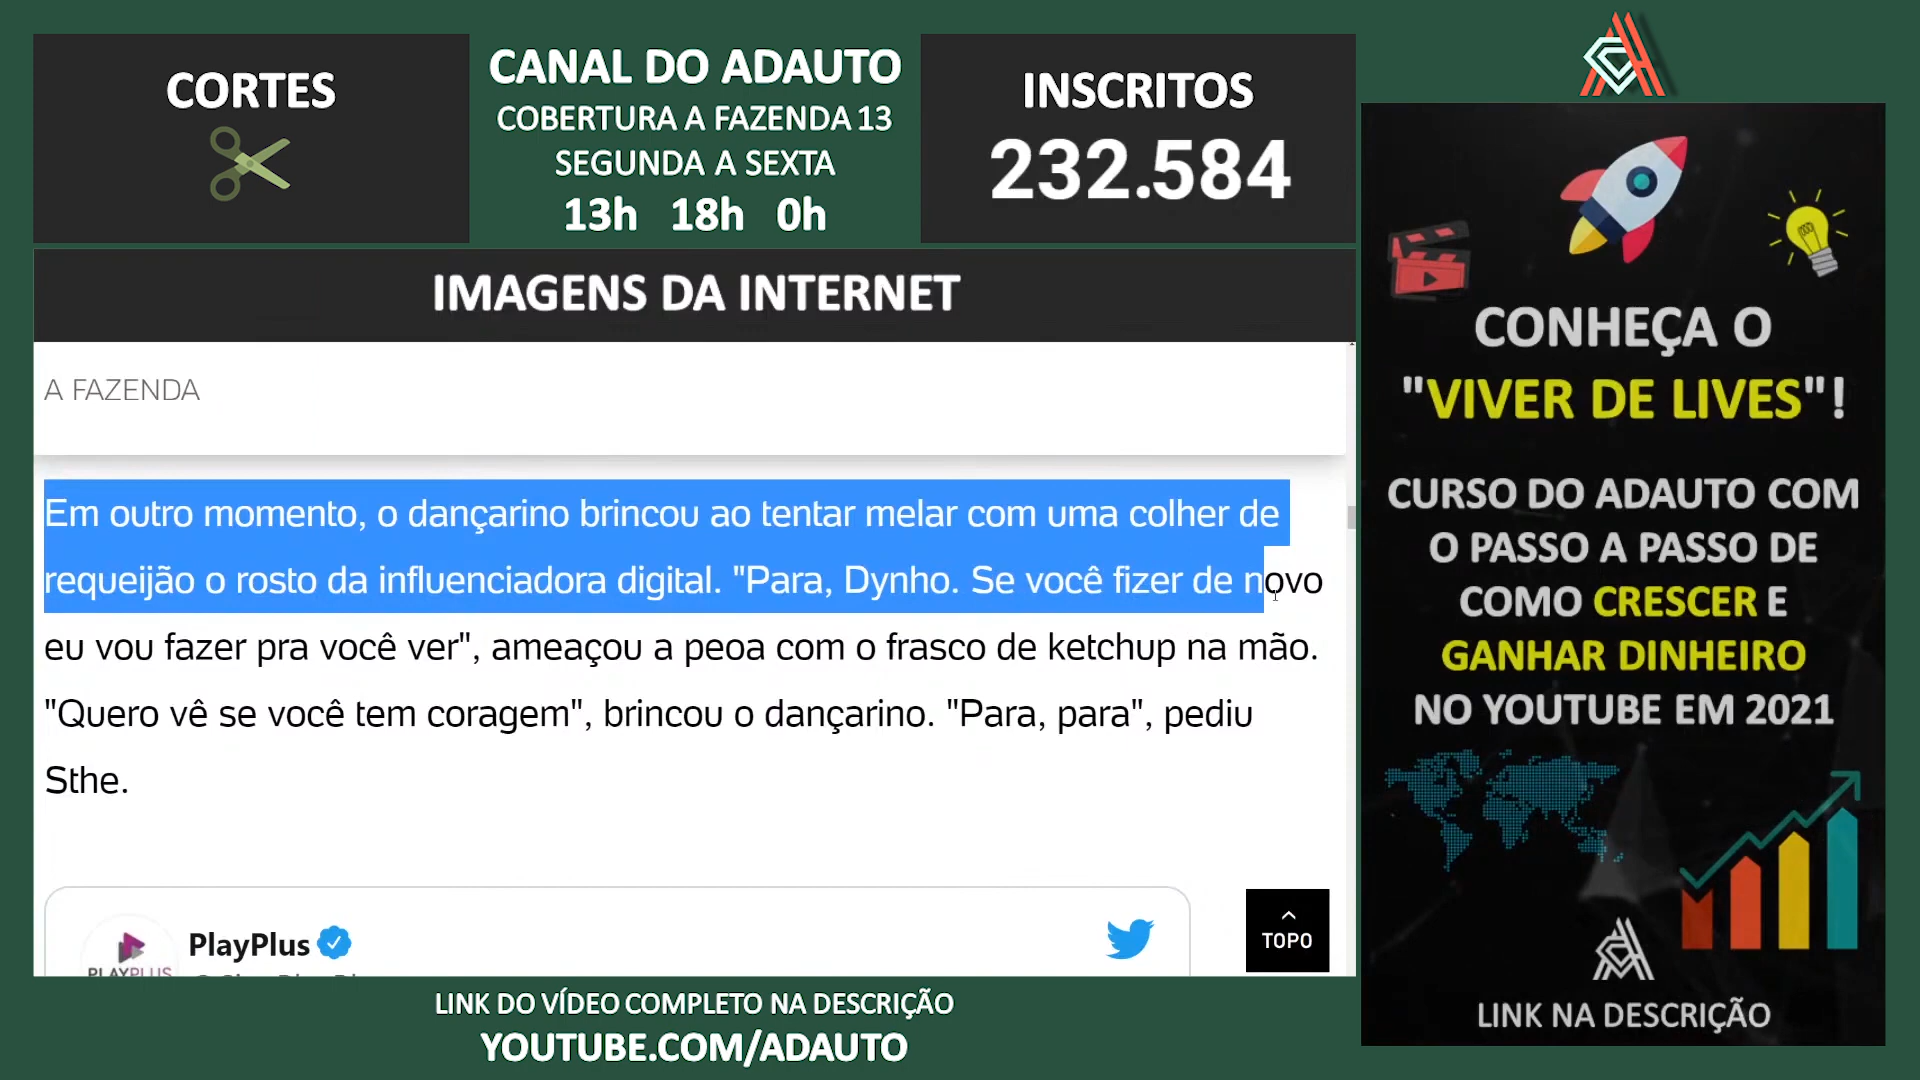 CORTES
CANAL DO ADAUTO
COBERTURA A FAZENDA 13
SEGUNDA A SEXTA
13h 18h 0h
INSCRITOS
232.584
IMAGENS DA INTERNET
A FAZENDA
Em outro momento, o dançarino brincou ao tentar melar com uma colher de
requeijão o rosto da influenciadora digital. "Para, Dynho. Se você fizer de novo
eu vou fazer pra você ver", ameaçou a peoa com o frasco de ketchup na mão.
"Quero vê se você tem coragem", brincou o dançarino. "Para, para", pediu
Sthe.
PlayPlus
PLAYPLUS
TOPO
LINK DO VÍDEO COMPLETO NA DESCRIÇÃO
YOUTUBE.COM/ADAUTO
CONHEÇA O
"VIVER DE LIVES"!
CURSO DO ADAUTO COM
O PASSO A PASSO DE
COMO CRESCER E
GANHAR DINHEIRO
NO YOUTUBE EM 2021
LINK NA DESCRIÇÃO